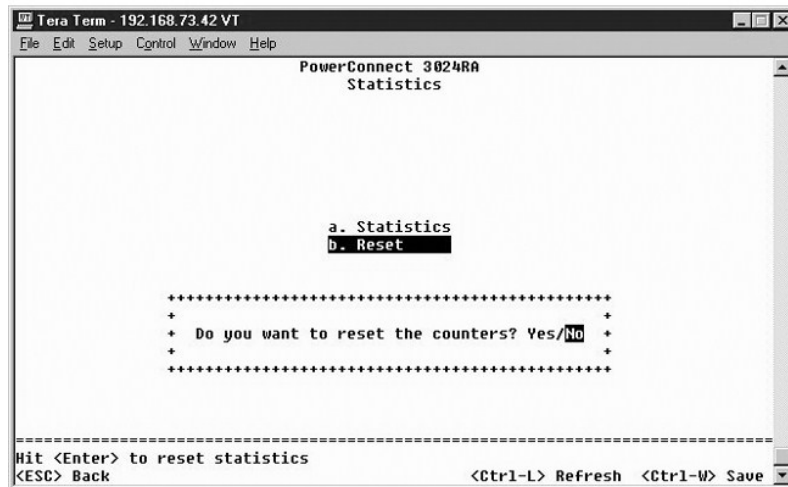 Tera Term - 192.168.73.42 VT
File Edit Setup Control Window Help
PowerConnect 3024RA
Statistics
a. Statistics
b. Reset
+++++++++++++++++++++++++++++++++++++++++++++++
+ +
+ Do you want to reset the counters? Yes/No +
+ +
+++++++++++++++++++++++++++++++++++++++++++++++
================================================================================
Hit <Enter> to reset statistics
<ESC> Back <Ctrl-L> Refresh <Ctrl-W> Save